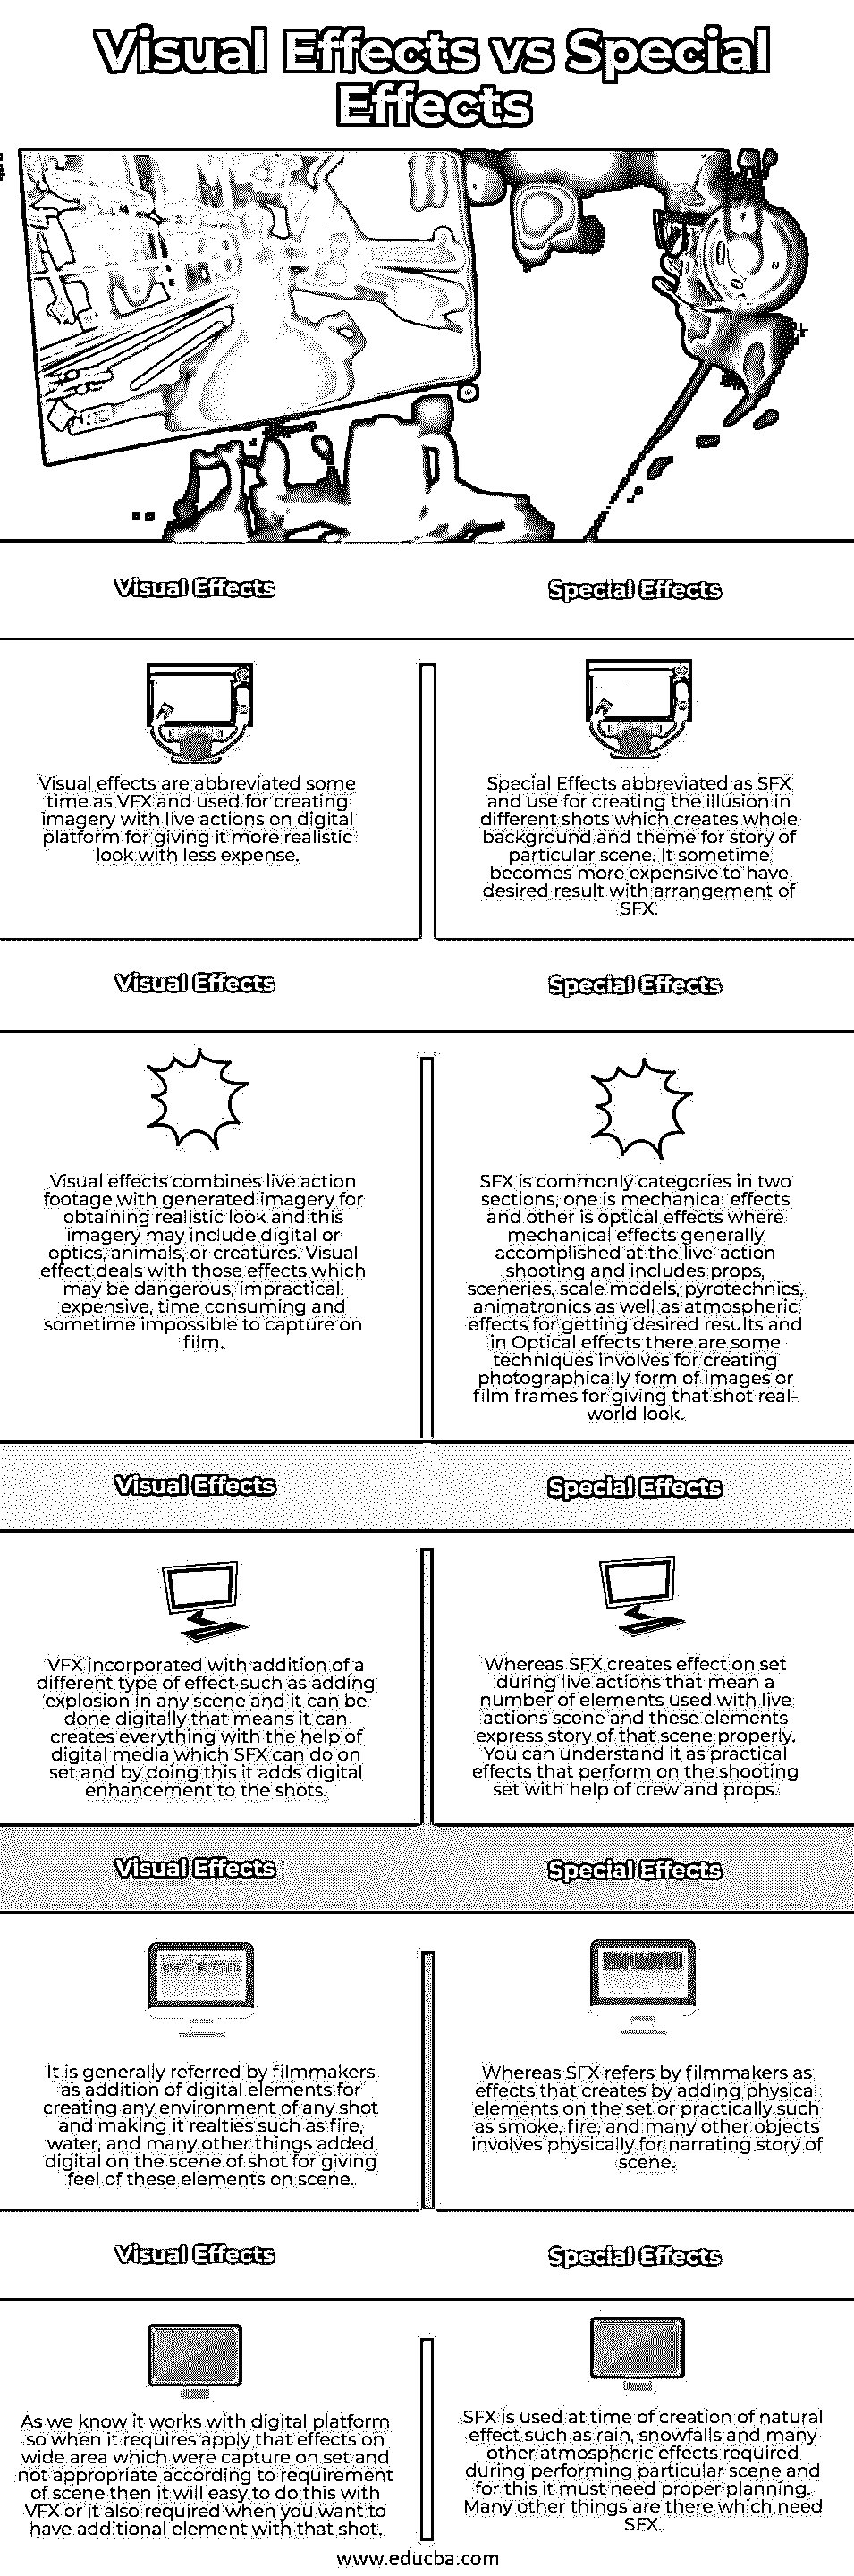 Visual Effects vs Special
Effects
Visual Effects
Special Effects
Visual effects are abbreviated some
time as VFX and used for creating
imagery with live actions on digital
platform for giving it more realistic
look with less expense.
Special Effects abbreviated as SFX
and use for creating the illusion in
different shots which creates whole
background and theme for story of
particular scene. It sometime
becomes more expensive to have
desired result with arrangement of
SFX.
Visual Effects
Special Effects
Visual effects combines live action
footage with generated imagery for
obtaining realistic look and this
imagery may include digital or
optics, animals, or creatures. Visual
effect deals with those effects which
may be dangerous, impractical,
expensive, time consuming and
sometime impossible to capture on
film.
SFX is commonly categories in two
sections, one is mechanical effects
and other is optical effects where
mechanical effects generally
accomplished at the live-action
shooting and includes props,
sceneries, scale models, pyrotechnics,
animatronics as well as atmospheric
effects for getting desired results and
in Optical effects there are some
techniques involves for creating
photographically form of images or
film frames for giving that shot real-
world look.
Visual Effects
Special Effects
VFX incorporated with addition of a
different type of effect such as adding
explosion in any scene and it can be
done digitally that means it can
creates everything with the help of
digital media which SFX can do on
set and by doing this it adds digital
enhancement to the shots.
Whereas SFX creates effect on set
during live actions that mean a
number of elements used with live
actions scene and these elements
express story of that scene properly.
You can understand it as practical
effects that perform on the shooting
set with help of crew and props.
Visual Effects
Special Effects
It is generally referred by filmmakers
as addition of digital elements for
creating any environment of any shot
and making it realties such as fire,
water, and many other things added
digital on the scene of shot for giving
feel of these elements on scene.
Whereas SFX refers by filmmakers as
effects that creates by adding physical
elements on the set or practically such
as smoke, fire, and many other objects
involves physically for narrating story of
scene.
Visual Effects
Special Effects
As we know it works with digital platform
so when it requires apply that effects on
wide area which were capture on set and
not appropriate according to requirement
of scene then it will easy to do this with
VFX or it also required when you want to
have additional element with that shot.
SFX is used at time of creation of natural
effect such as rain, snowfalls and many
other atmospheric effects required
during performing particular scene and
for this it must need proper planning.
Many other things are there which need
SFX.
www.educba.com